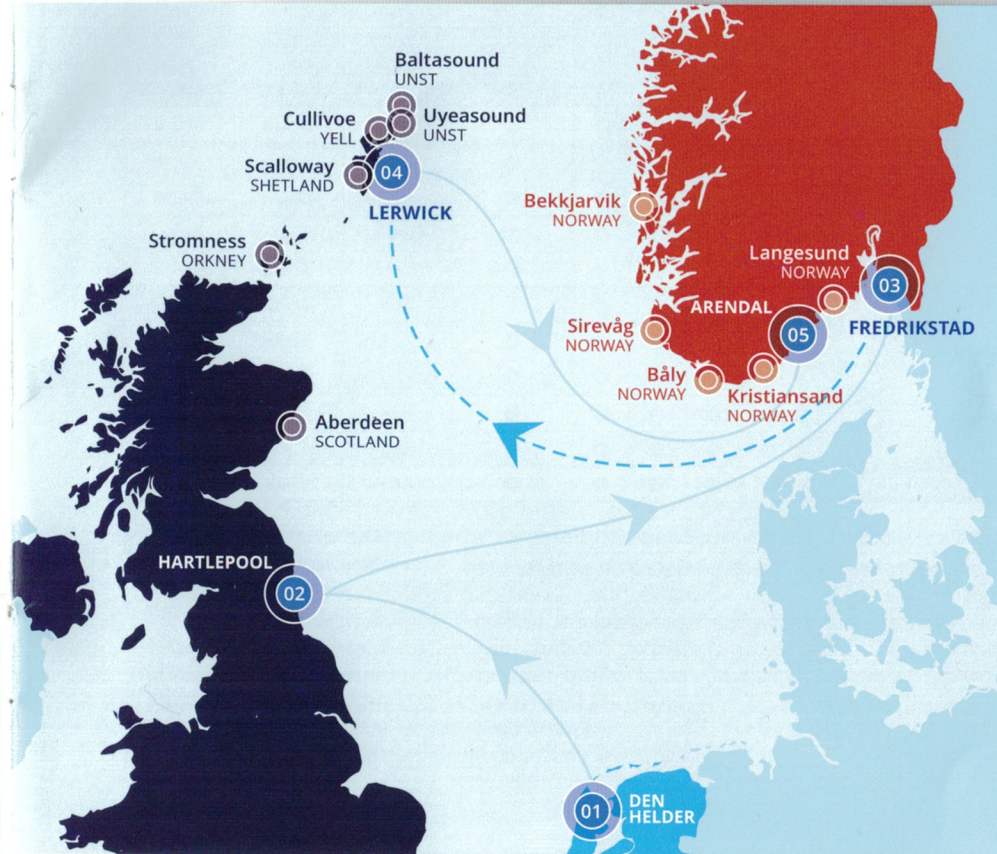 Baltasound
UNST
Cullivoe
YELL
Uyeasound
UNST
Scalloway
SHETLAND
04
LERWICK
Stromness
ORKNEY
Bekkjarvik
NORWAY
Langesund
NORWAY
03
FREDRIKSTAD
ARENDAL
05
Sirevåg
NORWAY
Båly
NORWAY
Kristiansand
NORWAY
Aberdeen
SCOTLAND
HARTLEPOOL
02
01
DEN
HELDER